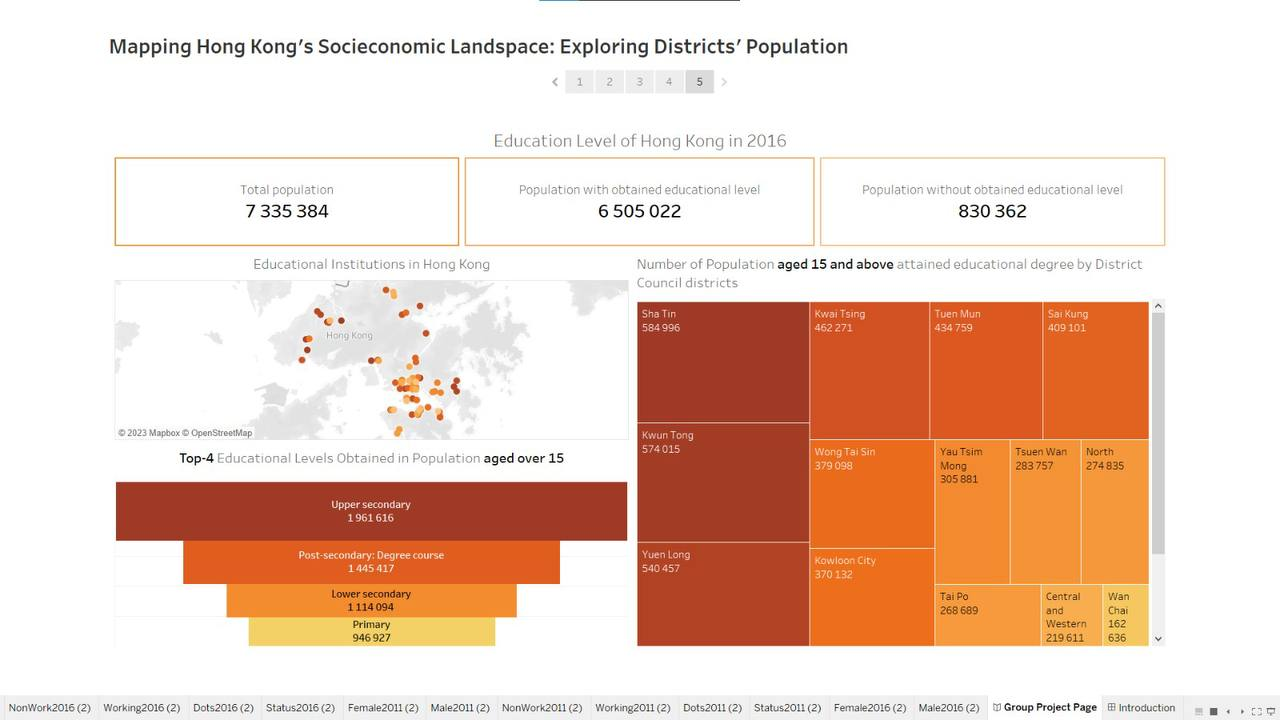 Mapping Hong Kong's Socieconomic Landspace: Exploring Districts' Population
1 2 3 4 5
Education Level of Hong Kong in 2016
Total population
7 335 384
Population with obtained educational level
6 505 022
Population without obtained educational level
830 362
Educational Institutions in Hong Kong
Hong Kong
© 2023 Mapbox © OpenStreetMap
Top-4 Educational Levels Obtained in Population aged over 15
Upper secondary
1 961 616
Post-secondary: Degree course
1 445 417
Lower secondary
1 114 094
Primary
946 927
Number of Population aged 15 and above attained educational degree by District
Council districts
Sha Tin
584 996
Kwun Tong
574 015
Yuen Long
540 457
Kwai Tsing
462 271
Tuen Mun
434 759
Sai Kung
409 101
Wong Tai Sin
379 098
Kowloon City
370 132
Yau Tsim
Mong
305 881
Tsuen Wan
283 757
North
274 835
Tai Po
268 689
Central
and
Western
219 611
Wan
Chai
162
636
NonWork2016 (2) Working2016 (2) Dots2016 (2) Status2016 (2) Female2011 (2) Male2011 (2) NonWork2011 (2) Working2011 (2) Dots2011 (2) Status2011 (2) Female2016 (2) Male2016 (2) Group Project Page Introduction